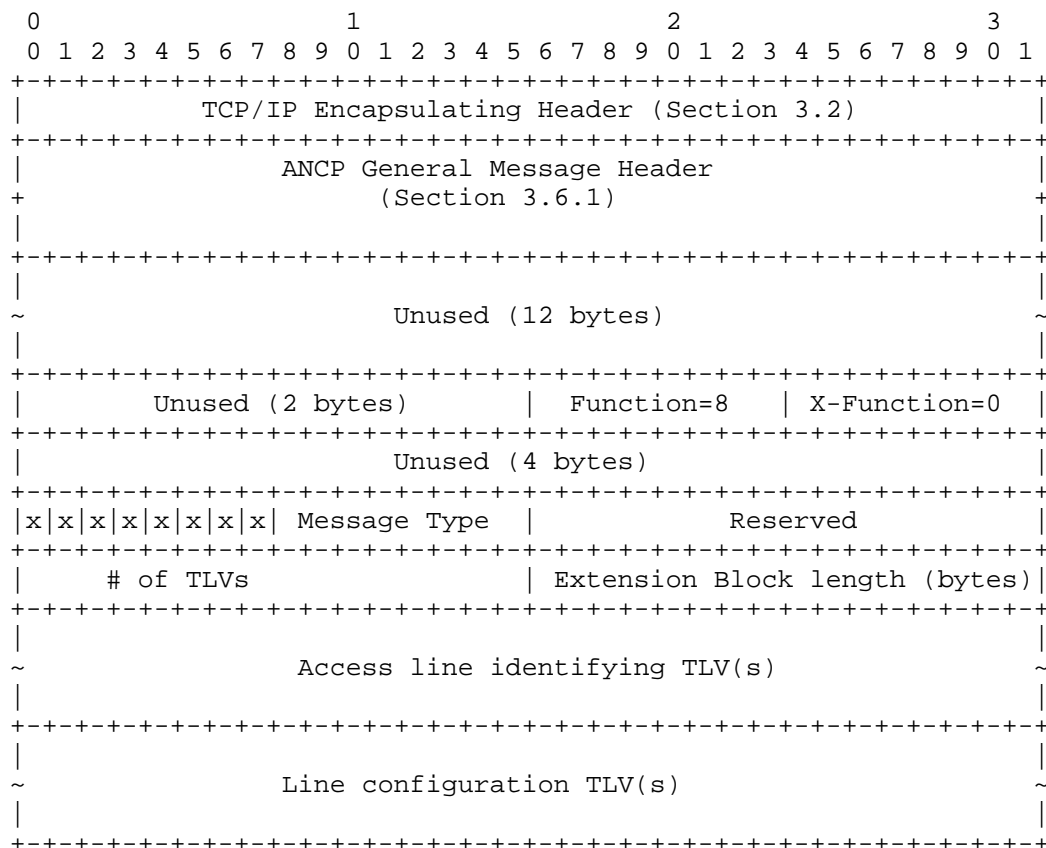 0                   1                   2                   3
 0 1 2 3 4 5 6 7 8 9 0 1 2 3 4 5 6 7 8 9 0 1 2 3 4 5 6 7 8 9 0 1
+-+-+-+-+-+-+-+-+-+-+-+-+-+-+-+-+-+-+-+-+-+-+-+-+-+-+-+-+-+-+-+-+
|           TCP/IP Encapsulating Header (Section 3.2)           |
+-+-+-+-+-+-+-+-+-+-+-+-+-+-+-+-+-+-+-+-+-+-+-+-+-+-+-+-+-+-+-+-+
|                ANCP General Message Header                    |
+                      (Section 3.6.1)                          +
|                                                               |
+-+-+-+-+-+-+-+-+-+-+-+-+-+-+-+-+-+-+-+-+-+-+-+-+-+-+-+-+-+-+-+-+
|                                                               |
~                       Unused (12 bytes)                       ~
|                                                               |
+-+-+-+-+-+-+-+-+-+-+-+-+-+-+-+-+-+-+-+-+-+-+-+-+-+-+-+-+-+-+-+-+
|        Unused (2 bytes)       |  Function=8   | X-Function=0  |
+-+-+-+-+-+-+-+-+-+-+-+-+-+-+-+-+-+-+-+-+-+-+-+-+-+-+-+-+-+-+-+-+
|                       Unused (4 bytes)                        |
+-+-+-+-+-+-+-+-+-+-+-+-+-+-+-+-+-+-+-+-+-+-+-+-+-+-+-+-+-+-+-+-+
|x|x|x|x|x|x|x|x| Message Type  |            Reserved           |
+-+-+-+-+-+-+-+-+-+-+-+-+-+-+-+-+-+-+-+-+-+-+-+-+-+-+-+-+-+-+-+-+
|     # of TLVs                 | Extension Block length (bytes)|
+-+-+-+-+-+-+-+-+-+-+-+-+-+-+-+-+-+-+-+-+-+-+-+-+-+-+-+-+-+-+-+-+
|                                                               |
~                 Access line identifying TLV(s)                ~
|                                                               |
+-+-+-+-+-+-+-+-+-+-+-+-+-+-+-+-+-+-+-+-+-+-+-+-+-+-+-+-+-+-+-+-+
|                                                               |
~                Line configuration TLV(s)                      ~
|                                                               |
+-+-+-+-+-+-+-+-+-+-+-+-+-+-+-+-+-+-+-+-+-+-+-+-+-+-+-+-+-+-+-+-+